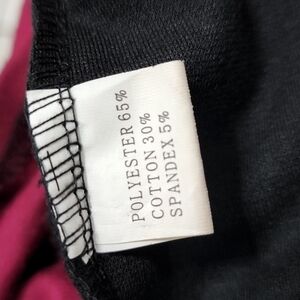 POLYESTER 65%
COTTON 30%
SPANDEX 5%